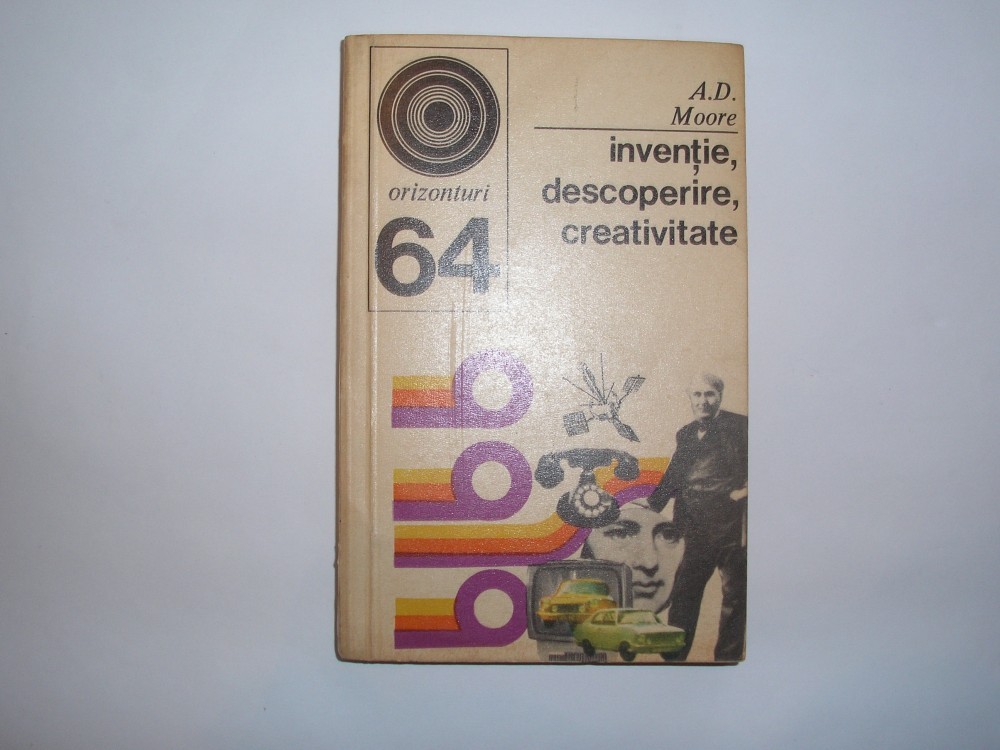 orizonturi
64
A.D.
Moore
invenție,
descoperire,
creativitate